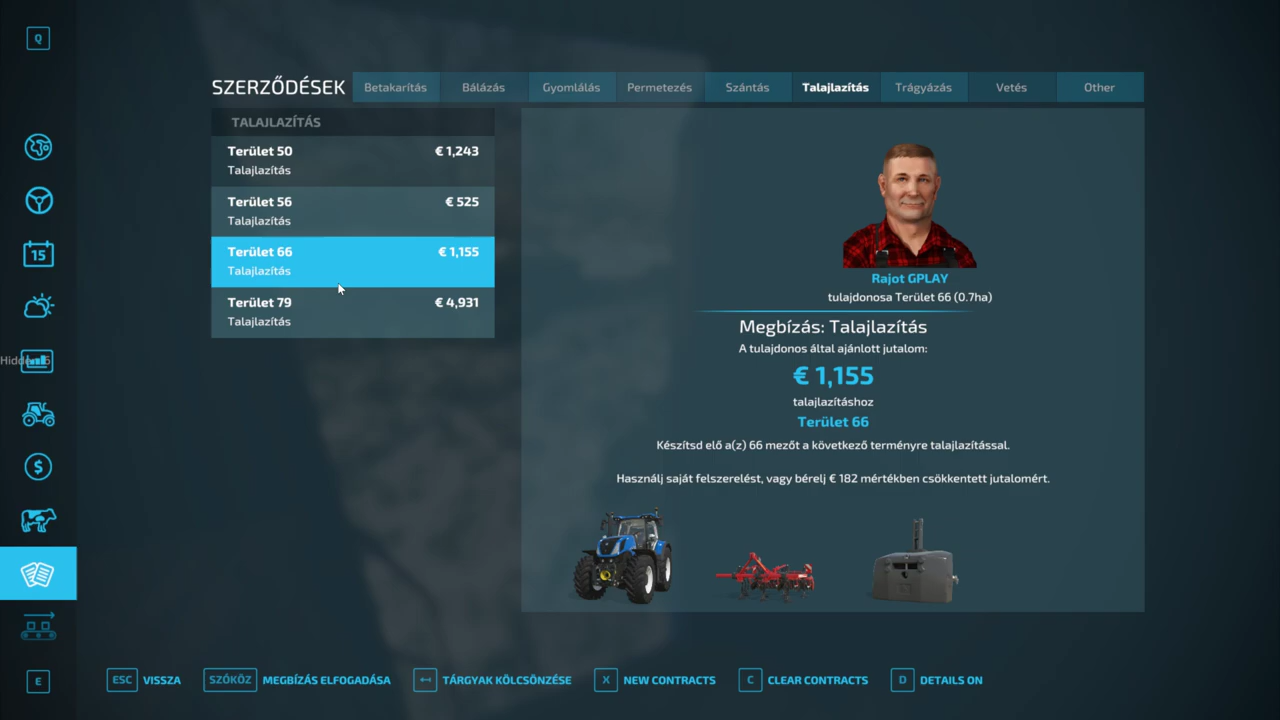 Q
SZERZŐDÉSEK
Betakarítás
Bálázás
Gyomlálás
Permetezés
Szántás
Talajlazítás
Trágyázás
Vetés
Other
TALAJLAZÍTÁS
Terület 50 € 1,243
Talajlazítás
Terület 56 € 525
Talajlazítás
Terület 66 € 1,155
Talajlazítás
Terület 79 € 4,931
Talajlazítás
15
Rajot GPLAY
tulajdonosa Terület 66 (0.7ha)
Megbízás: Talajlazítás
A tulajdonos által ajánlott jutalom:
€ 1,155
talajlazításhoz
Terület 66
Készítsd elő a(z) 66 mezőt a következő terményre talajlazítással.
Használj saját felszerelést, vagy bérelj € 182 mértékben csökkentett jutalomért.
$
E
ESC VISSZA
SZÓKÖZ MEGBÍZÁS ELFOGADÁSA
TÁRGYAK KÖLCSÖNZÉSE
X NEW CONTRACTS
C CLEAR CONTRACTS
D DETAILS ON